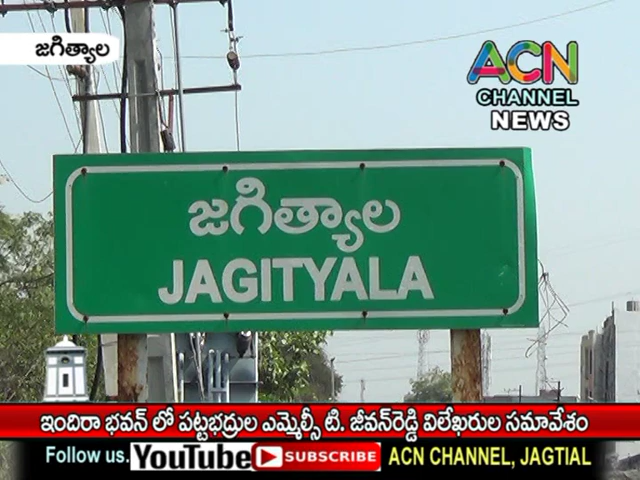 జగిత్యాల
ACN
CHANNEL
NEWS
జగిత్యాల
JAGITYALA
ఇందిరా భవన్ లో పట్టభద్రుల ఎమ్మెల్సీ టి. జీవన్‌రెడ్డి విలేఖరుల సమావేశం
Follow us. YouTube SUBSCRIBE ACN CHANNEL, JAGTIAL